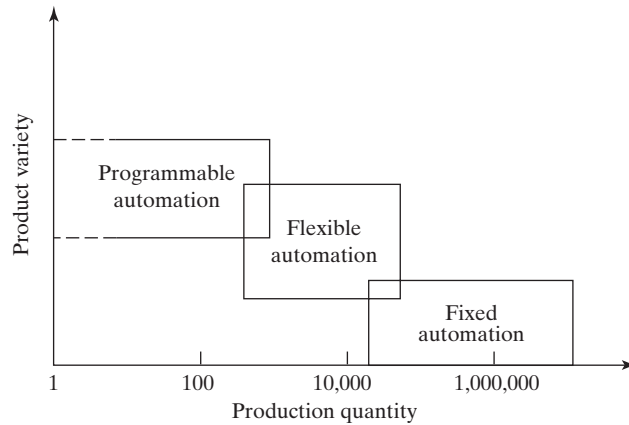 Product variety
Programmable
automation
Flexible
automation
Fixed
automation
1
100
10,000
1,000,000
Production quantity